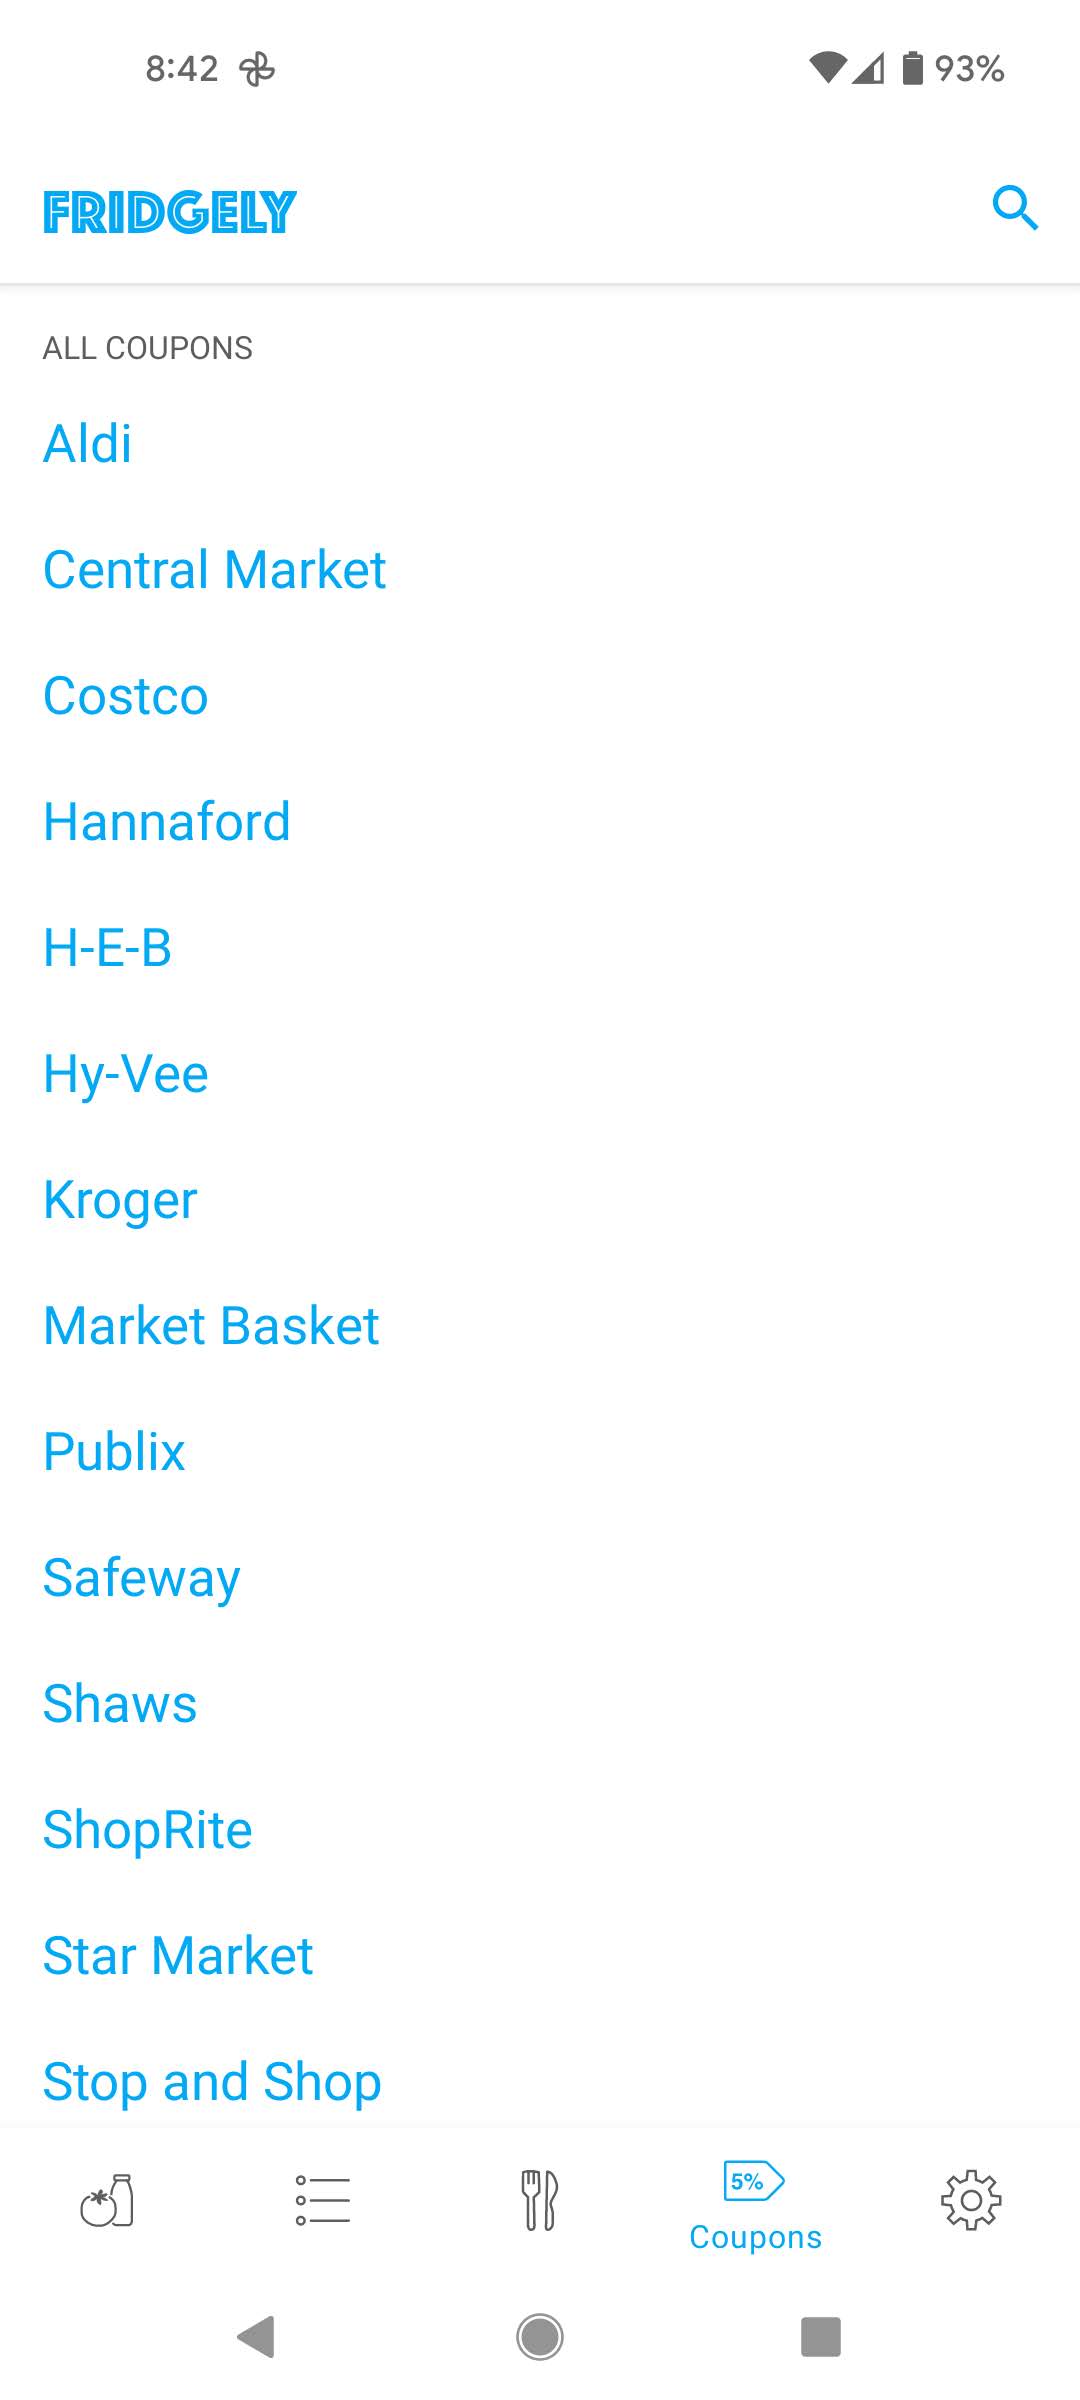 8:42
93%
FRIDGELY
ALL COUPONS
Aldi
Central Market
Costco
Hannaford
H-E-B
Hy-Vee
Kroger
Market Basket
Publix
Safeway
Shaws
ShopRite
Star Market
Stop and Shop
5%
Coupons